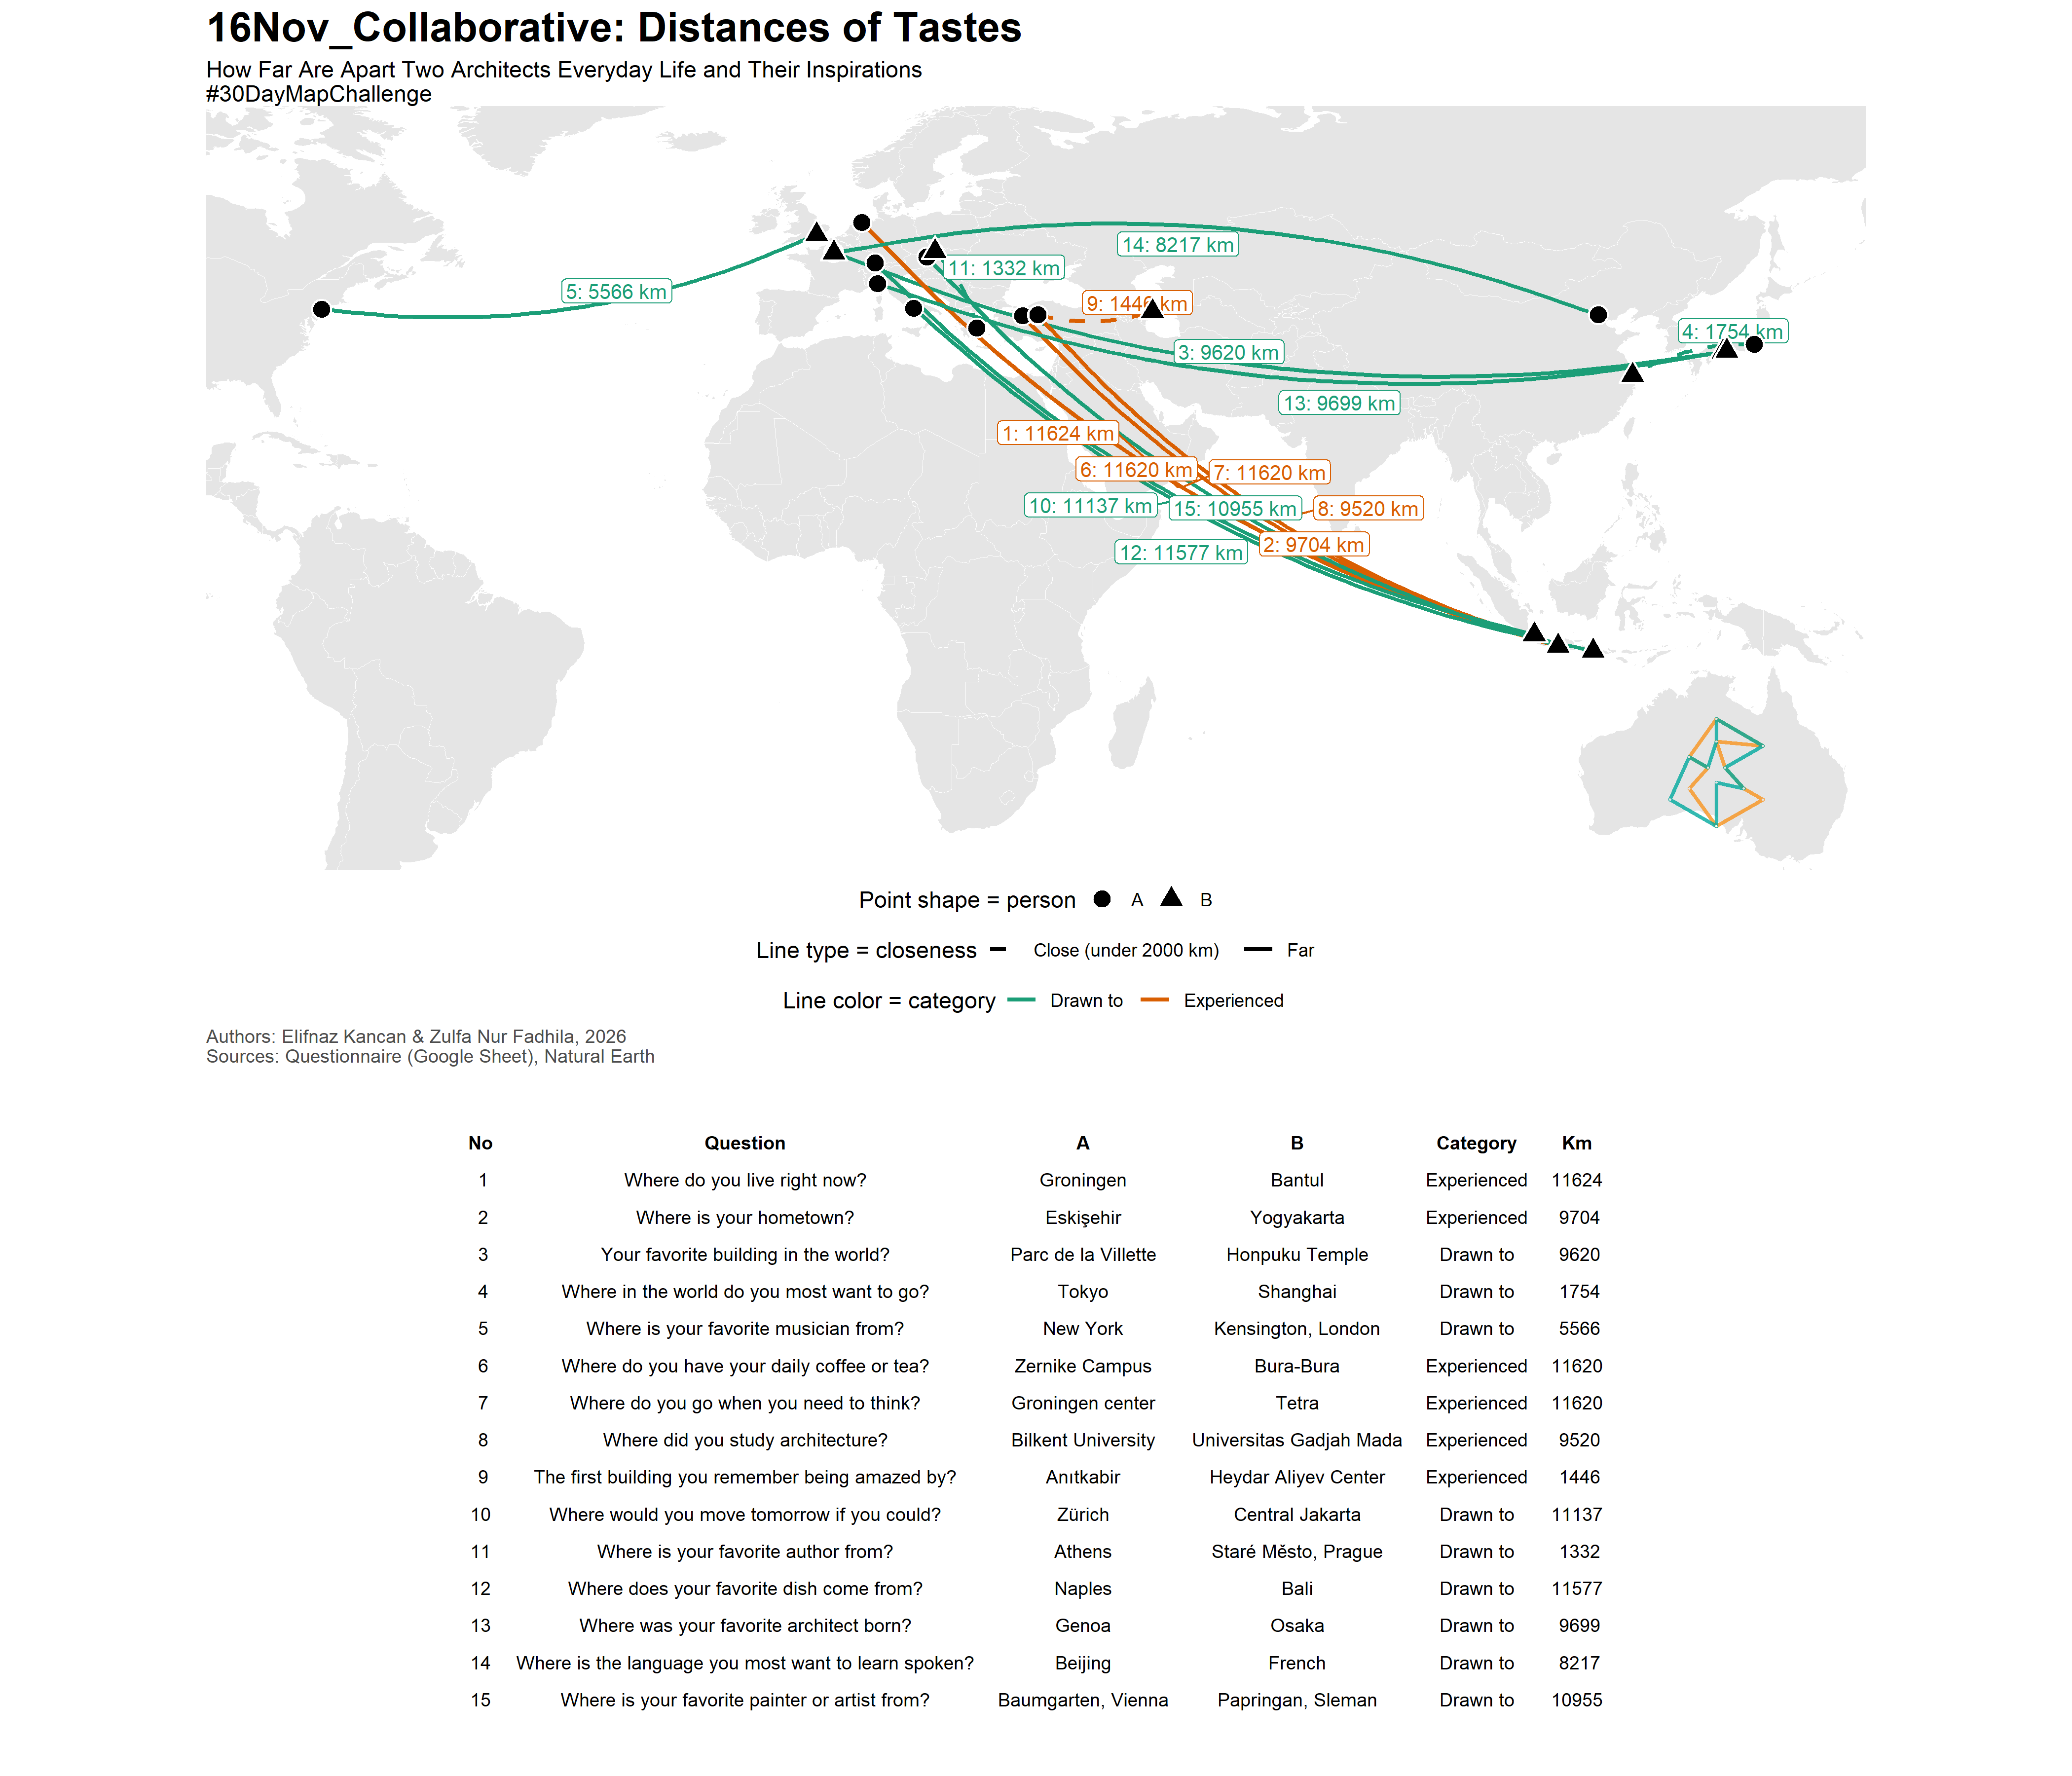 16Nov_Collaborative: Distances of Tastes
How Far Are Apart Two Architects Everyday Life and Their Inspirations
#30DayMapChallenge
14: 8217 km
11: 1332 km
5: 5566 km
9: 1446 km
4: 1754 km
3: 9620 km
13: 9699 km
1: 11624 km
6: 11620 km
7: 11620 km
10: 11137 km
15: 10955 km
8: 9520 km
12: 11577 km
2: 9704 km
Point shape = person A B
Line type = closeness Close (under 2000 km) Far
Line color = category Drawn to Experienced
Authors: Elifnaz Kancan & Zulfa Nur Fadhila, 2026
Sources: Questionnaire (Google Sheet), Natural Earth
No Question A B Category Km
1 Where do you live right now? Groningen Bantul Experienced 11624
2 Where is your hometown? Eskişehir Yogyakarta Experienced 9704
3 Your favorite building in the world? Parc de la Villette Honpuku Temple Drawn to 9620
4 Where in the world do you most want to go? Tokyo Shanghai Drawn to 1754
5 Where is your favorite musician from? New York Kensington, London Drawn to 5566
6 Where do you have your daily coffee or tea? Zernike Campus Bura-Bura Experienced 11620
7 Where do you go when you need to think? Groningen center Tetra Experienced 11620
8 Where did you study architecture? Bilkent University Universitas Gadjah Mada Experienced 9520
9 The first building you remember being amazed by? Anıtkabir Heydar Aliyev Center Experienced 1446
10 Where would you move tomorrow if you could? Zürich Central Jakarta Drawn to 11137
11 Where is your favorite author from? Athens Staré Město, Prague Drawn to 1332
12 Where does your favorite dish come from? Naples Bali Drawn to 11577
13 Where was your favorite architect born? Genoa Osaka Drawn to 9699
14 Where is the language you most want to learn spoken? Beijing French Drawn to 8217
15 Where is your favorite painter or artist from? Baumgarten, Vienna Papringan, Sleman Drawn to 10955